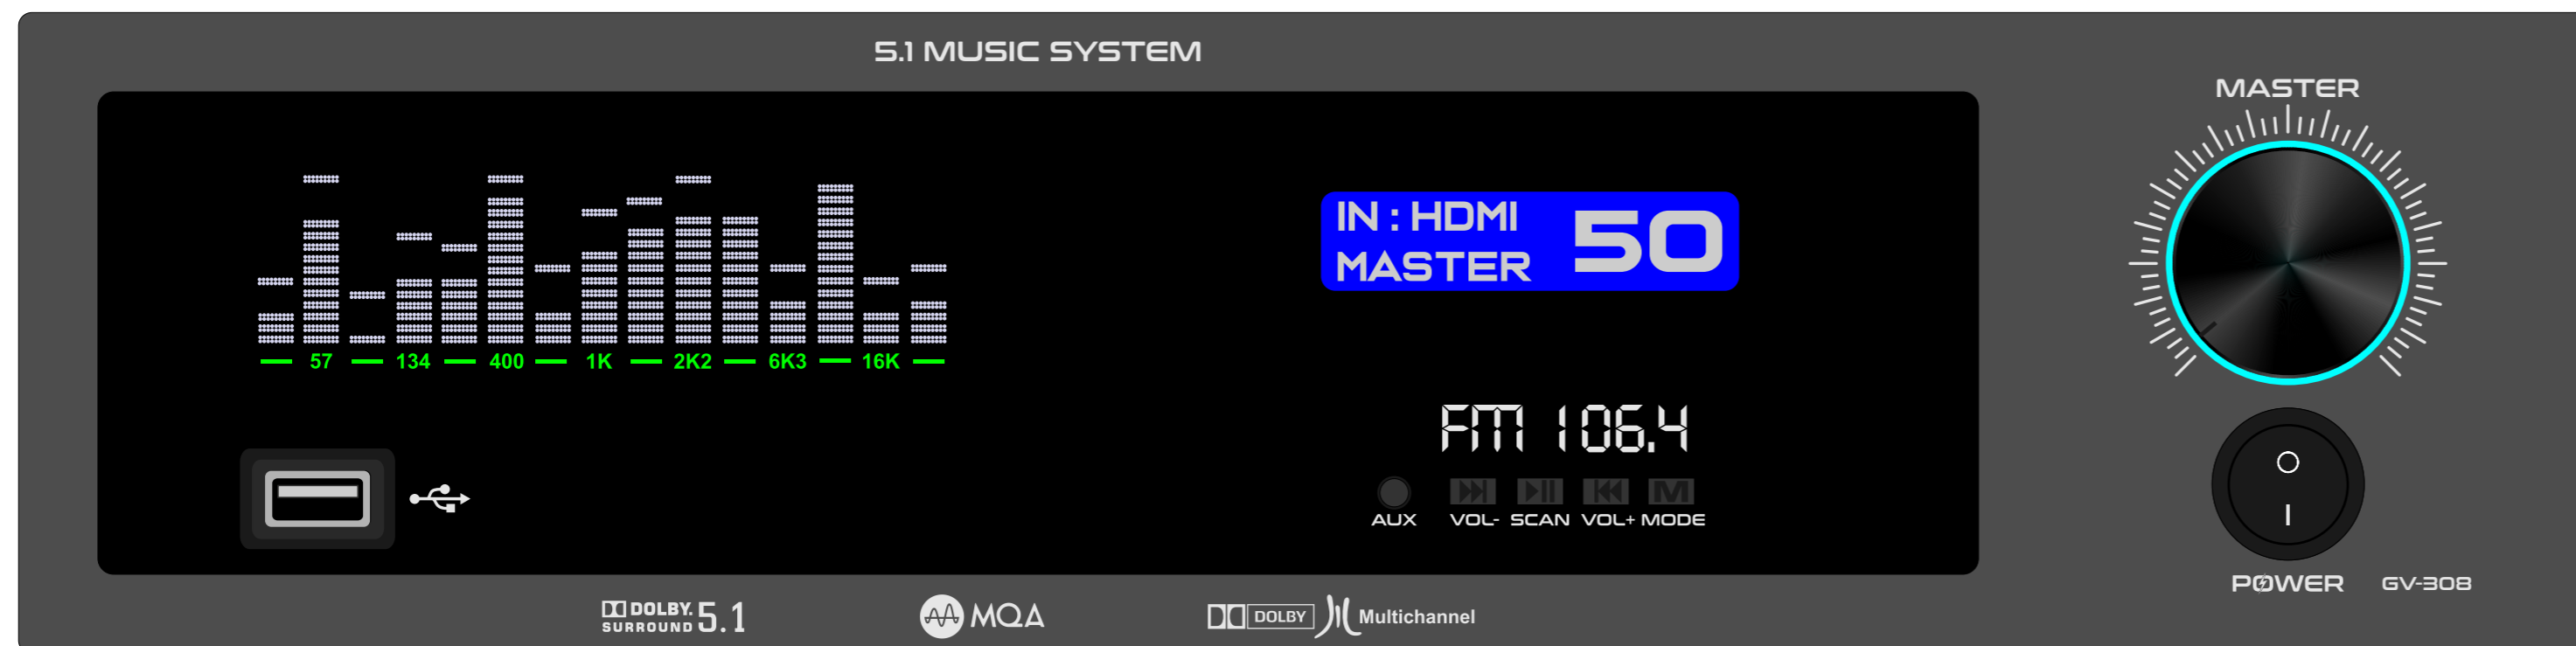 5.1 MUSIC SYSTEM
MASTER
IN : HDMI
MASTER
50
57 134 400 1K 2K2 6K3 16K
FM 106.4
AUX VOL- SCAN VOL+ MODE
M
POWER
GV-308
DOLBY.
SURROUND 5.1
MQA
DOLBY Multichannel